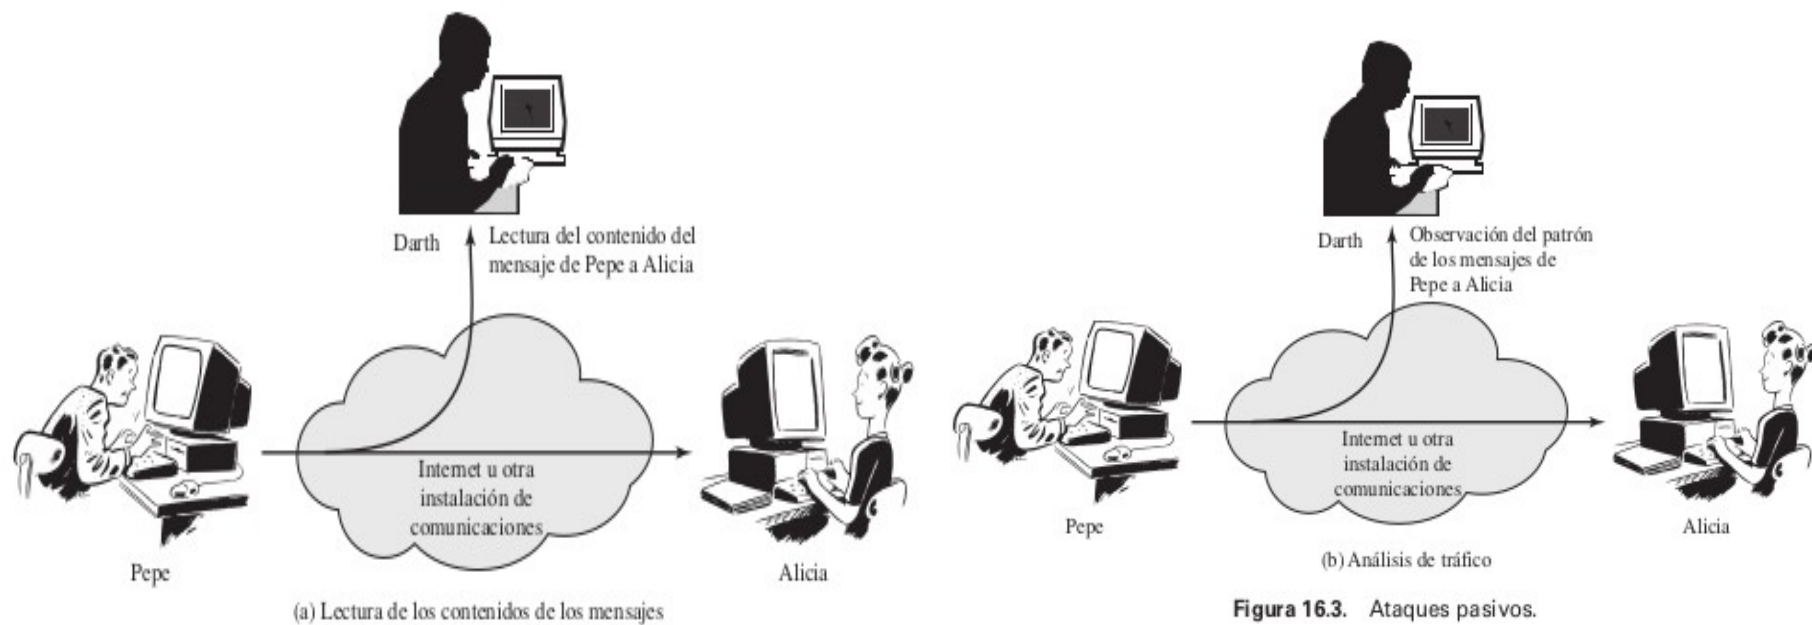 Darth
Lectura del contenido del
mensaje de Pepe a Alicia
Internet u otra
instalación de
comunicaciones
Pepe
Alicia
(a) Lectura de los contenidos de los mensajes
Darth
Observación del patrón
de los mensajes de
Pepe a Alicia
Internet u otra
instalación de
comunicaciones
Pepe
Alicia
(b) Análisis de tráfico
Figura 16.3. Ataques pasivos.